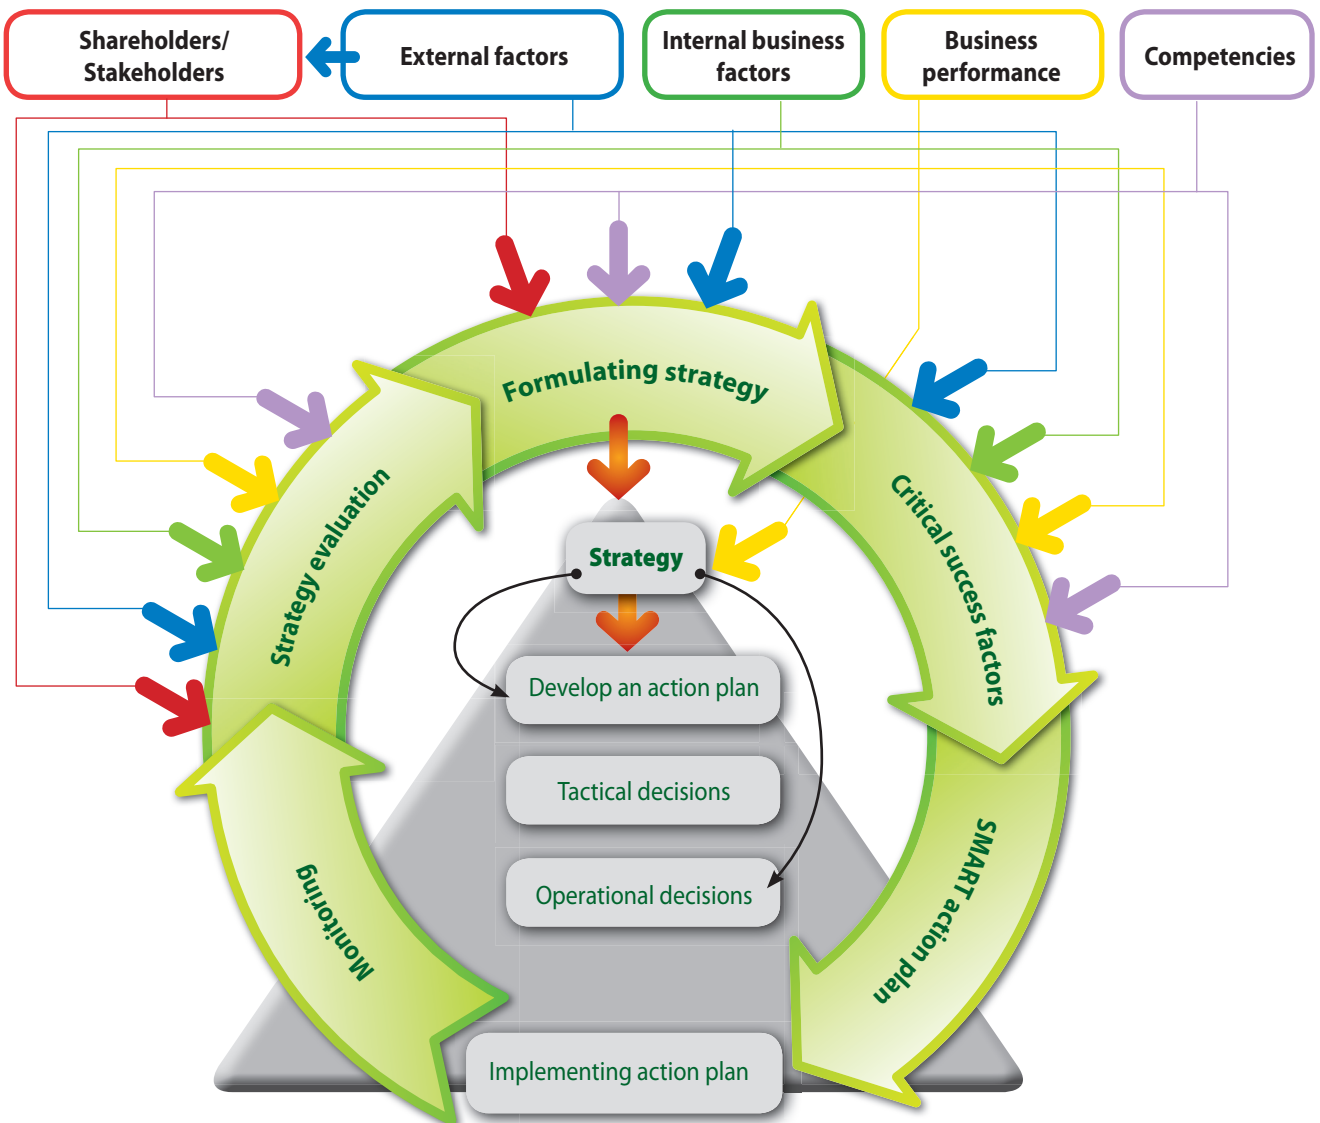 Shareholders/
Stakeholders
External factors
Internal business
factors
Business
performance
Competencies
Formulating strategy
Strategy evaluation
Critical success factors
Strategy
Develop an action plan
Tactical decisions
Operational decisions
SMART action plan
Monitoring
Implementing action plan